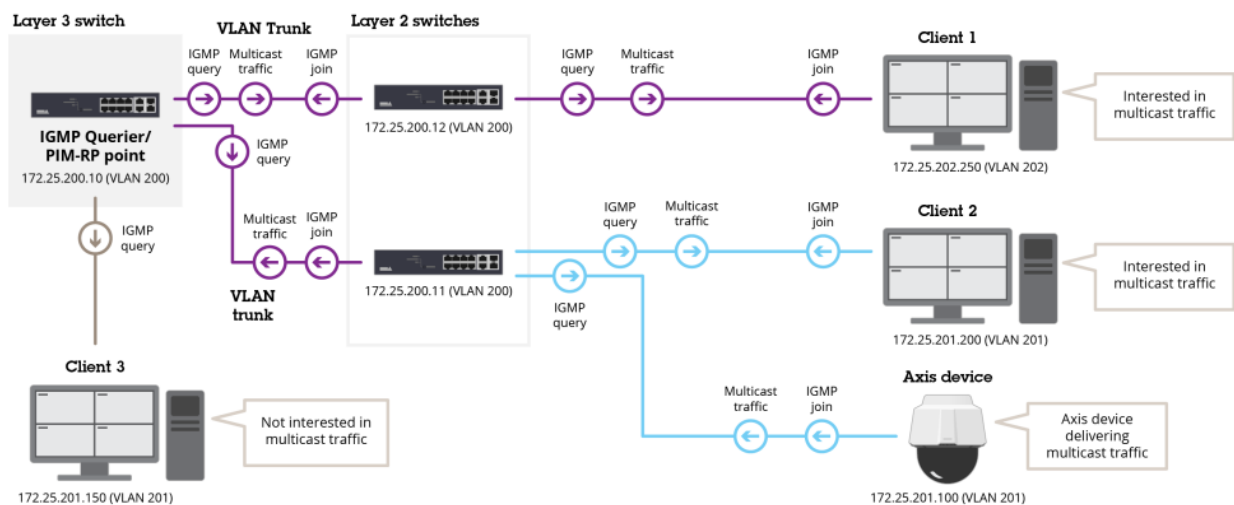 Layer 3 switch
VLAN Trunk
Layer 2 switches
IGMP
query
Multicast
traffic
IGMP
join
IGMP
query
Multicast
traffic
IGMP
join
Client 1
Interested in
multicast traffic
IGMP Querier/
PIM-RP point
172.25.200.10 (VLAN 200)
172.25.200.12 (VLAN 200)
172.25.202.250 (VLAN 202)
IGMP
query
IGMP
query
Multicast
traffic
IGMP
join
VLAN
trunk
172.25.200.11 (VLAN 200)
IGMP
query
Multicast
traffic
IGMP
join
Client 2
Interested in
multicast traffic
172.25.201.200 (VLAN 201)
IGMP
query
Client 3
Not interested in
multicast traffic
172.25.201.150 (VLAN 201)
Multicast
traffic
IGMP
join
Axis device
Axis device
delivering
multicast traffic
172.25.201.100 (VLAN 201)